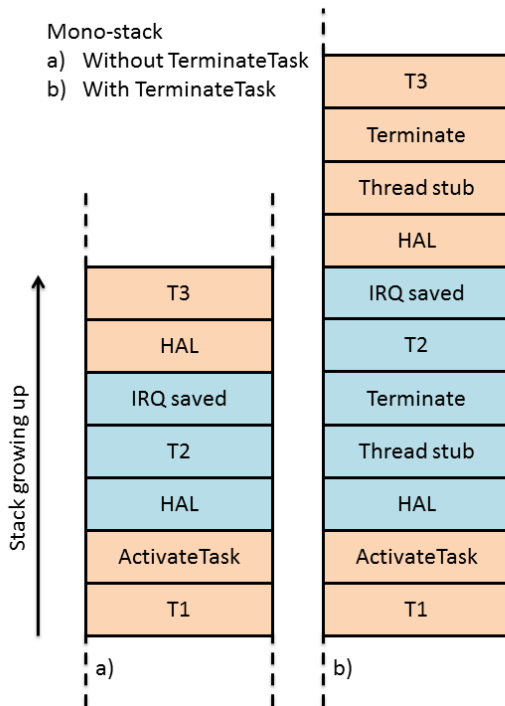 Mono-stack
a) Without TerminateTask
b) With TerminateTask
Stack growing up
T3
HAL
IRQ saved
T2
HAL
ActivateTask
T1
a)
T3
Terminate
Thread stub
HAL
IRQ saved
T2
Terminate
Thread stub
HAL
ActivateTask
T1
b)